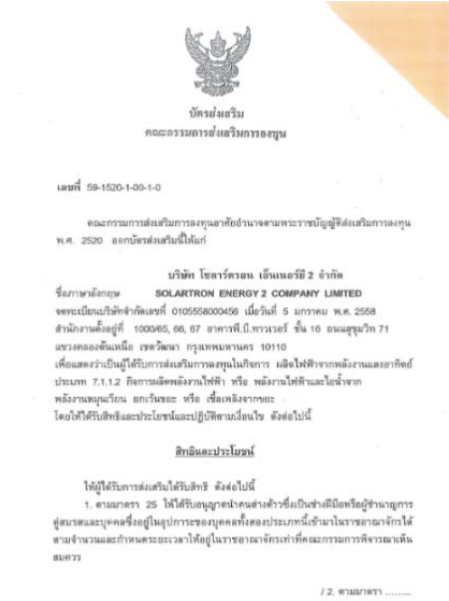 บัตรส่งเสริม
คณะกรรมการส่งเสริมการลงทุน
เลขที่ 59-1520-1-00-1-0
คณะกรรมการส่งเสริมการลงทุนอาศัยอำนาจตามพระราชบัญญัติส่งเสริมการลงทุน
พ.ศ. 2520 ออกบัตรส่งเสริมนี้ให้แก่
บริษัท โซลาร์ตรอน เอ็นเนอร์ยี 2 จำกัด
ชื่อภาษาอังกฤษ SOLARTRON ENERGY 2 COMPANY LIMITED
จดทะเบียนบริษัทจำกัดเลขที่ 0105558000456 เมื่อวันที่ 5 มกราคม พ.ศ. 2558
สำนักงานตั้งอยู่ที่ 1000/65, 66, 67 อาคารพี.บี.ทาวเวอร์ ชั้น 16 ถนนสุขุมวิท 71
แขวงคลองตันเหนือ เขตวัฒนา กรุงเทพมหานคร 10110
เพื่อแสดงว่าเป็นผู้ได้รับการส่งเสริมการลงทุนในกิจการ ผลิตไฟฟ้าจากพลังงานแสงอาทิตย์
ประเภท 7.1.1.2 กิจการผลิตพลังงานไฟฟ้า หรือ พลังงานไฟฟ้าและไอน้ำจาก
พลังงานหมุนเวียน ยกเว้นขยะ หรือ เชื้อเพลิงจากขยะ
โดยให้ได้รับสิทธิและประโยชน์และปฏิบัติตามเงื่อนไข ดังต่อไปนี้
สิทธิและประโยชน์
ให้ผู้ได้รับการส่งเสริมได้รับสิทธิ ดังต่อไปนี้
1. ตามมาตรา 25 ให้ได้รับอนุญาตนำคนต่างด้าวซึ่งเป็นช่างฝีมือหรือผู้ชำนาญการ
คู่สมรสและบุคคลซึ่งอยู่ในอุปการะของบุคคลทั้งสองประเภทนี้เข้ามาในราชอาณาจักรได้
ตามจำนวนและกำหนดระยะเวลาให้อยู่ในราชอาณาจักรเท่าที่คณะกรรมการพิจารณาเห็น
สมควร
/ 2. ตามมาตรา .........